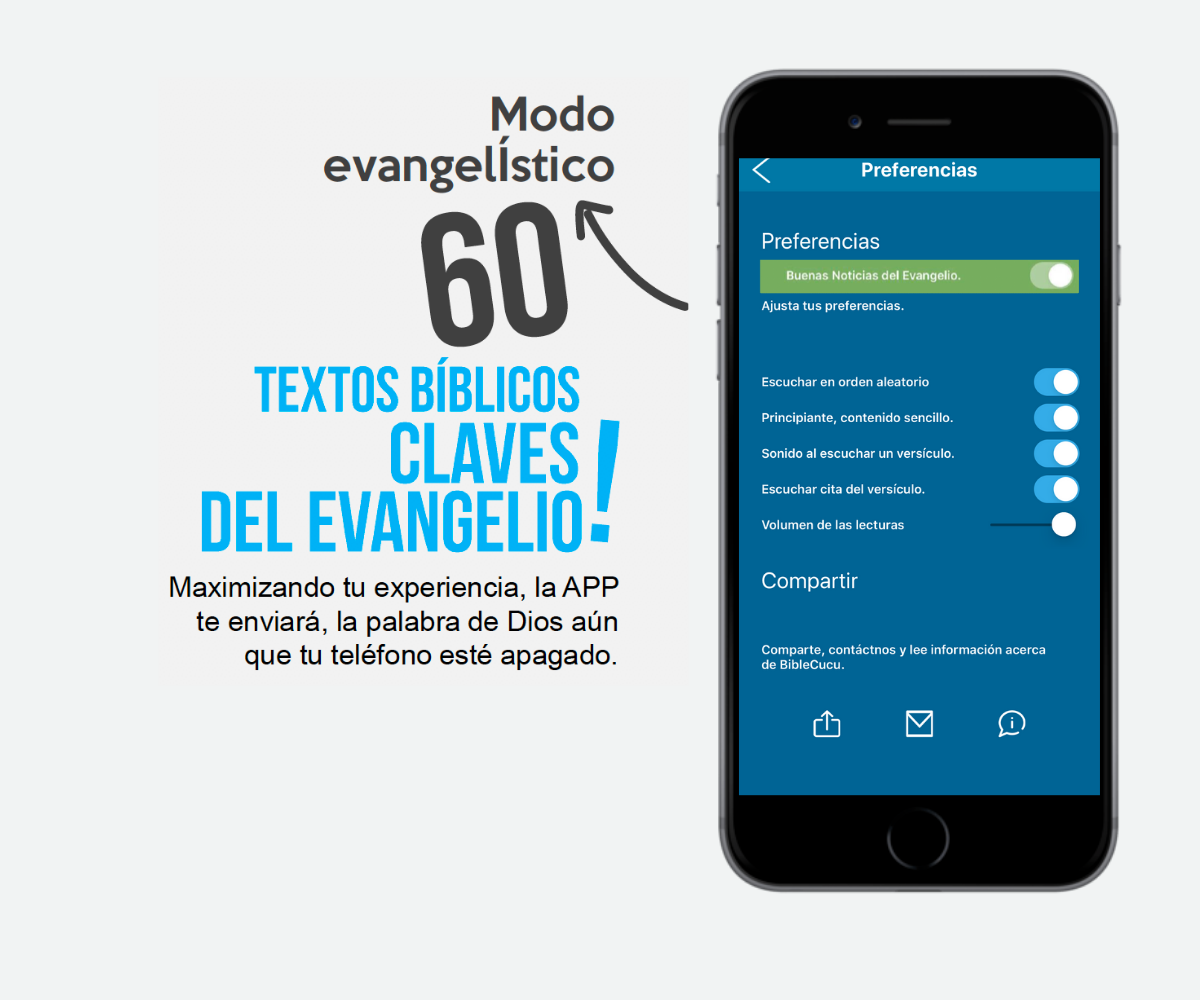 Modo
evangelÍstico
60
TEXTOS BÍBLICOS
CLAVES
DEL EVANGELIO!
Maximizando tu experiencia, la APP
te enviará, la palabra de Dios aún
que tu teléfono esté apagado.
Preferencias
Preferencias
Buenas Noticias del Evangelio.
Ajusta tus preferencias.
Escuchar en orden aleatorio
Principiante, contenido sencillo.
Sonido al escuchar un versículo.
Escuchar cita del versículo.
Volumen de las lecturas
Compartir
Comparte, contáctnos y lee información acerca
de BibleCucu.